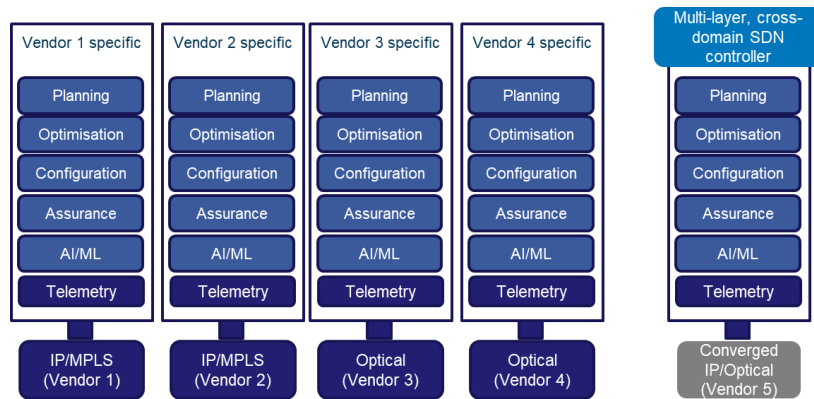 Vendor 1 specific
Planning
Optimisation
Configuration
Assurance
AI/ML
Telemetry
IP/MPLS
(Vendor 1)
Vendor 2 specific
Planning
Optimisation
Configuration
Assurance
AI/ML
Telemetry
IP/MPLS
(Vendor 2)
Vendor 3 specific
Planning
Optimisation
Configuration
Assurance
AI/ML
Telemetry
Optical
(Vendor 3)
Vendor 4 specific
Planning
Optimisation
Configuration
Assurance
AI/ML
Telemetry
Optical
(Vendor 4)
Multi-layer, cross-
domain SDN
controller
Planning
Optimisation
Configuration
Assurance
AI/ML
Telemetry
Converged
IP/Optical
(Vendor 5)